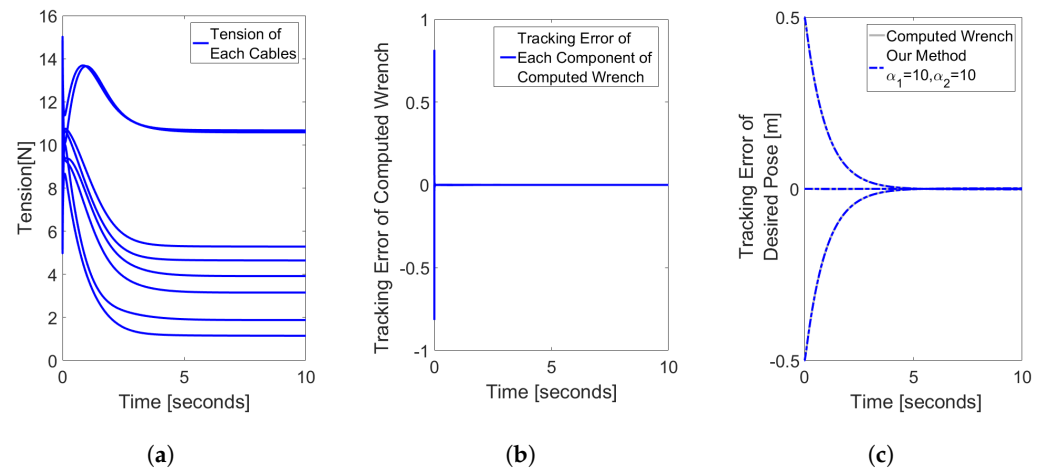 16
14
12
10
8
6
4
2
0
0
5
10
Tension[N]
Time [seconds]
Tension of
Each Cables
(a)
1
0.5
0
-0.5
-1
0
5
10
Tracking Error of Computed Wrench
Time [seconds]
Tracking Error of
Each Component of
Computed Wrench
(b)
0.5
0
-0.5
0
5
10
Tracking Error of
Desired Pose [m]
Time [seconds]
Computed Wrench
Our Method
α₁=10,α₂=10
(c)